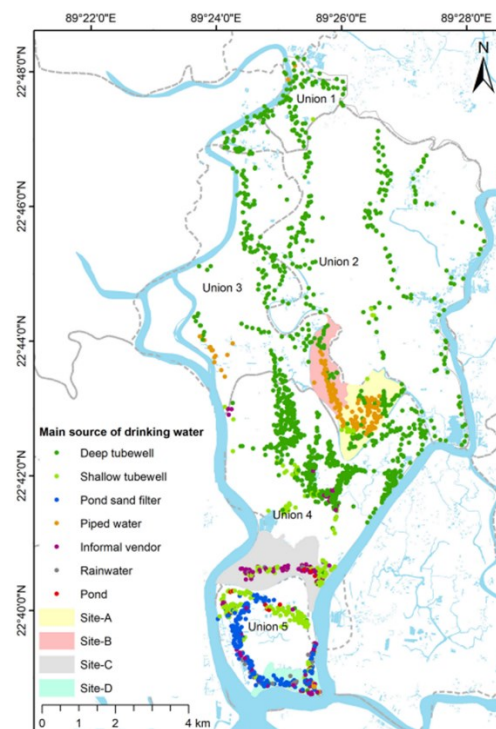 89°22'0"E 89°24'0"E 89°26'0"E 89°28'0"E
N
22°48'0"N
Union 1
22°46'0"N
Union 2
Union 3
22°44'0"N
22°42'0"N
Union 4
22°40'0"N
Union 5
Main source of drinking water
Deep tubewell
Shallow tubewell
Pond sand filter
Piped water
Informal vendor
Rainwater
Pond
Site-A
Site-B
Site-C
Site-D
0 1 2 4 km